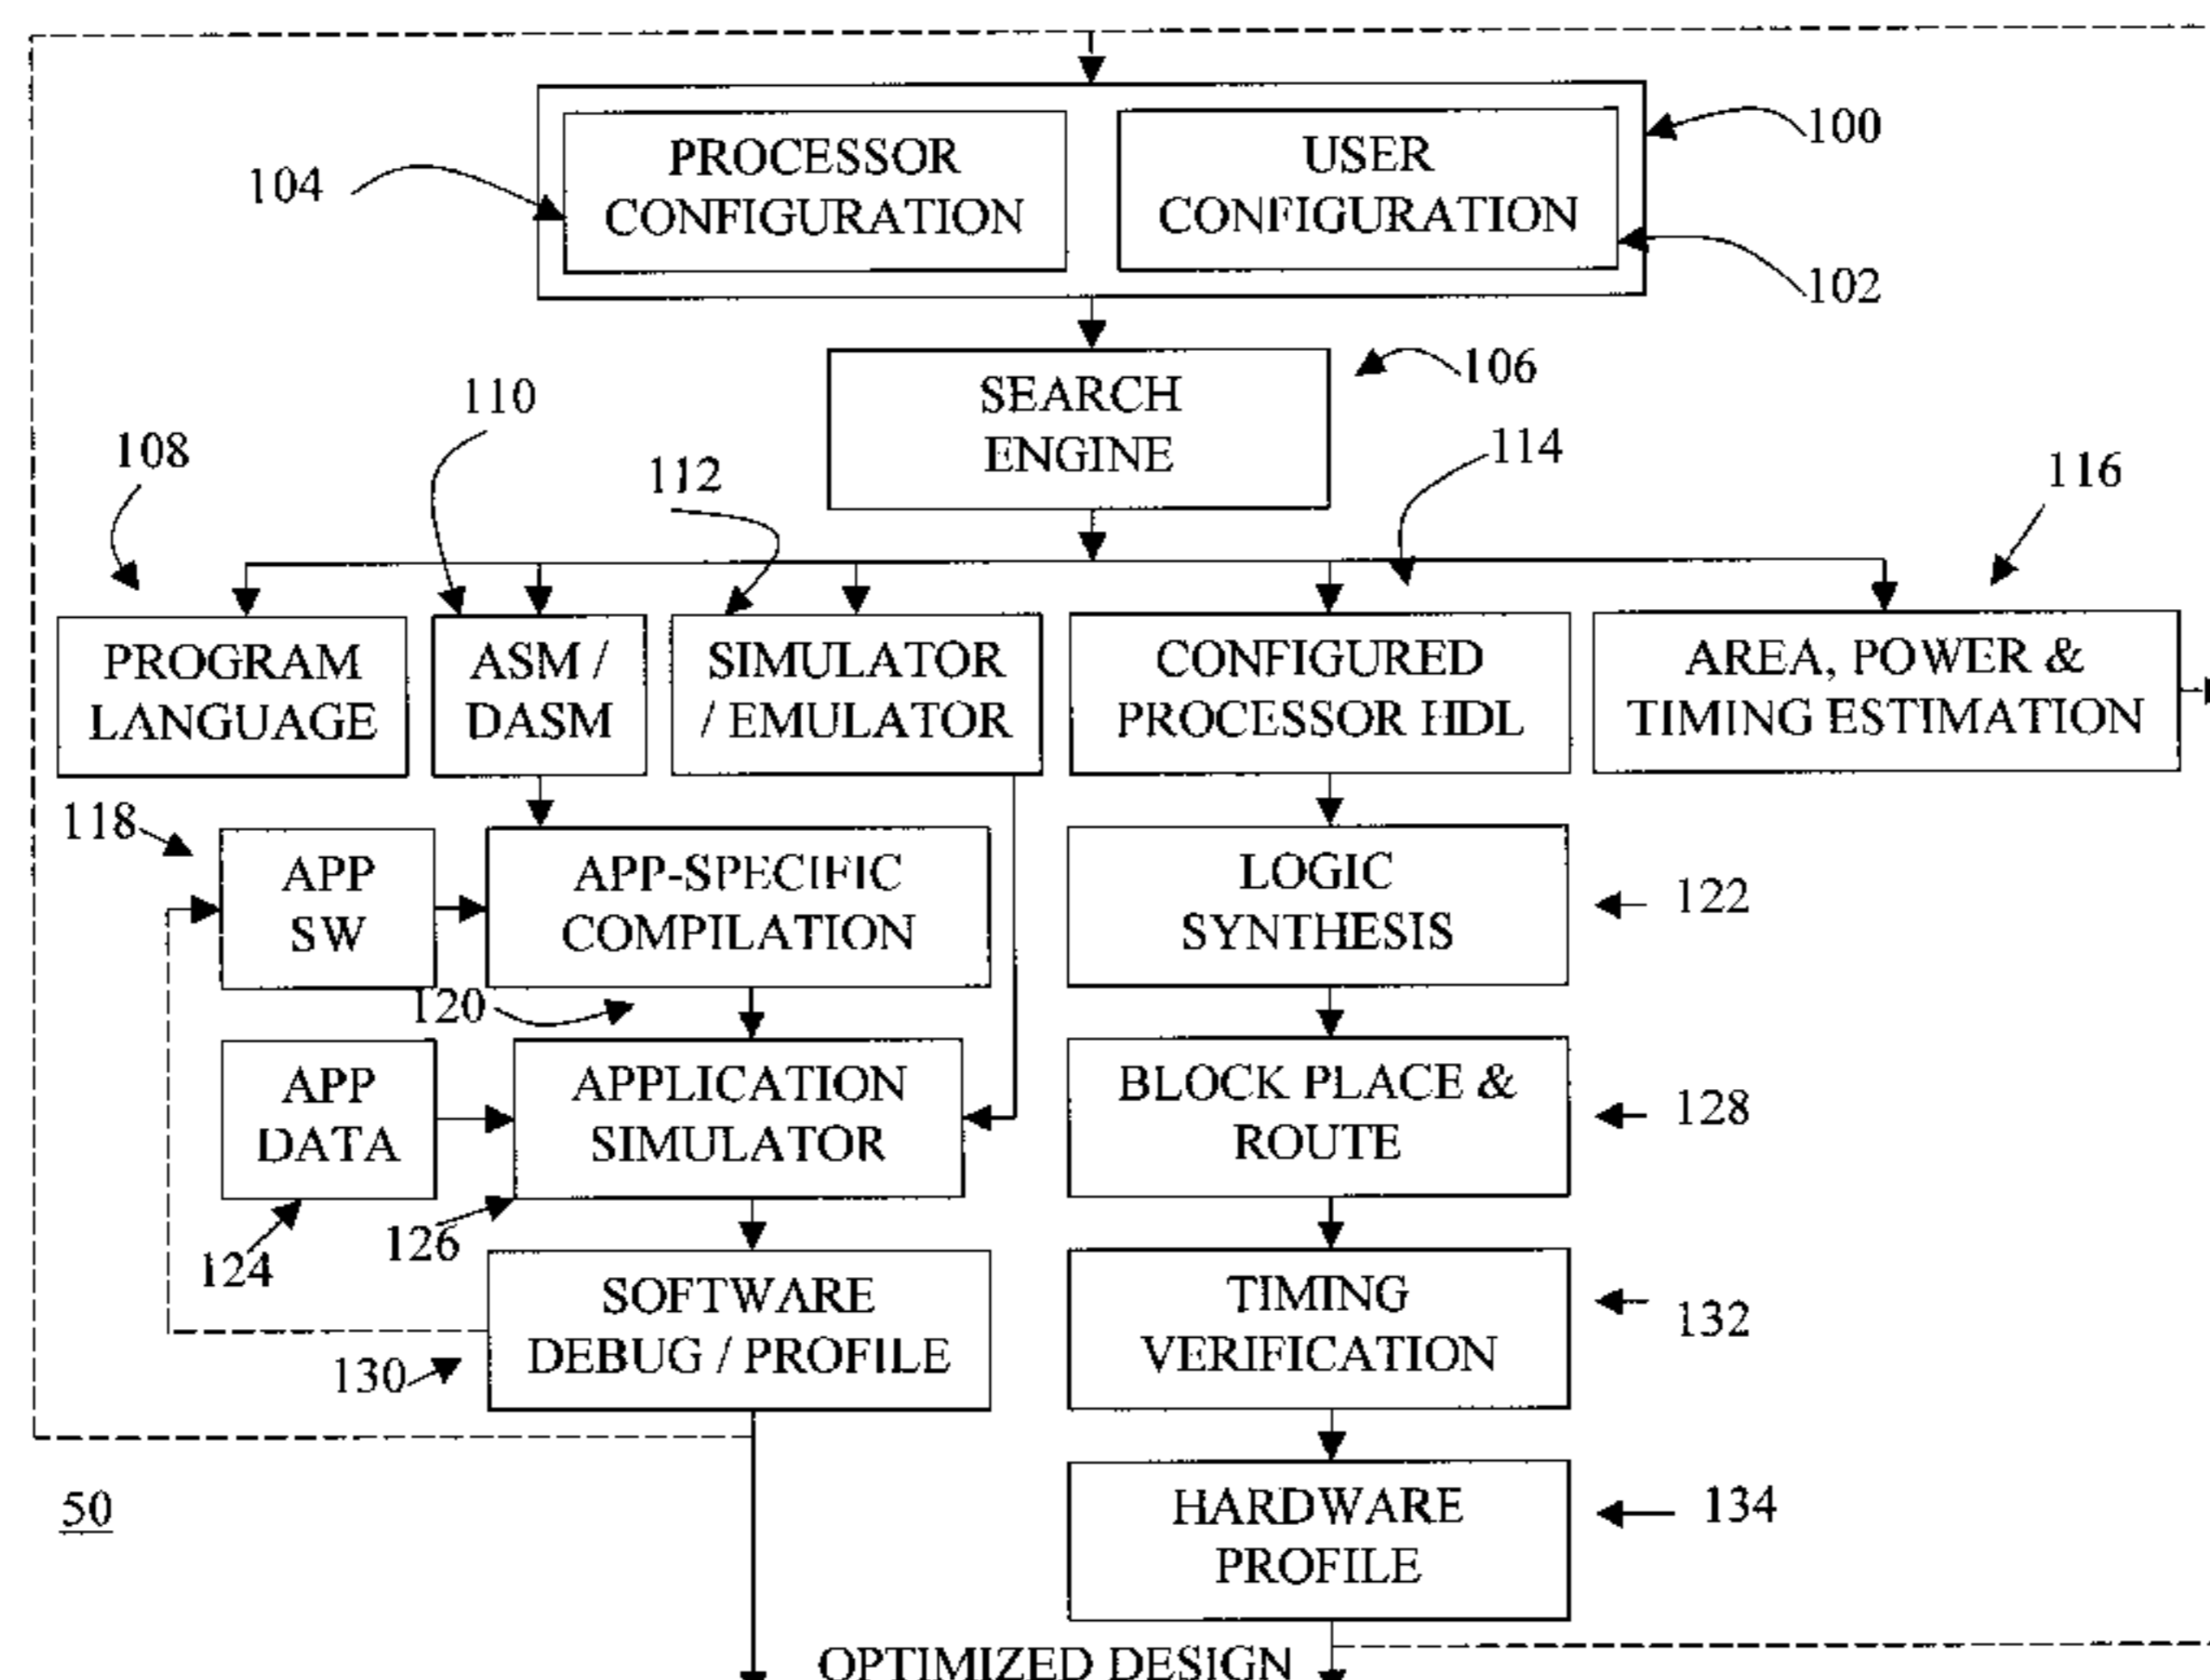 100
PROCESSOR
CONFIGURATION
USER
CONFIGURATION
104
102
SEARCH
ENGINE
106
108
110
112
114
116
PROGRAM
LANGUAGE
ASM /
DASM
SIMULATOR
/ EMULATOR
CONFIGURED
PROCESSOR HDL
AREA, POWER &
TIMING ESTIMATION
118
APP
SW
APP-SPECIFIC
COMPILATION
LOGIC
SYNTHESIS
122
120
APP
DATA
APPLICATION
SIMULATOR
BLOCK PLACE &
ROUTE
128
124
126
SOFTWARE
DEBUG / PROFILE
TIMING
VERIFICATION
132
130
50
HARDWARE
PROFILE
134
OPTIMIZED DESIGN